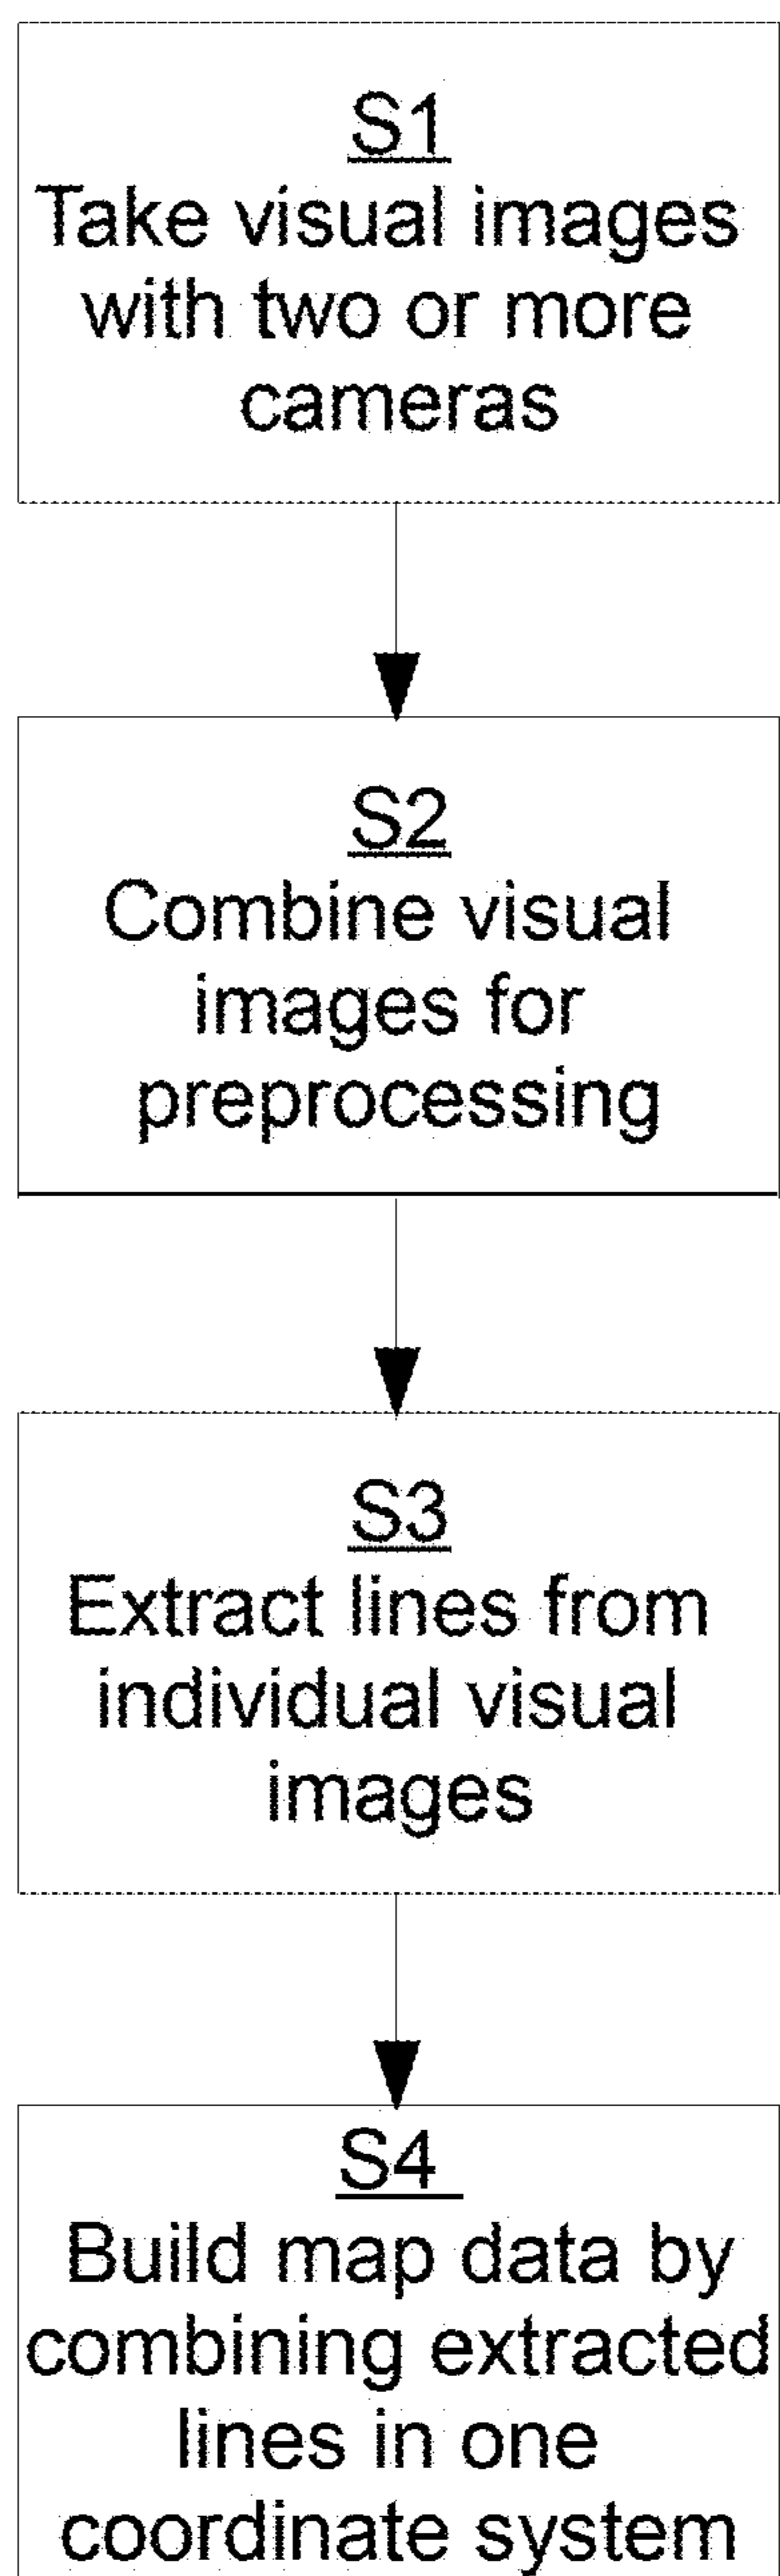 S1
Take visual images
with two or more
cameras
S2
Combine visual
images for
preprocessing
S3
Extract lines from
individual visual
images
S4
Build map data by
combining extracted
lines in one
coordinate system